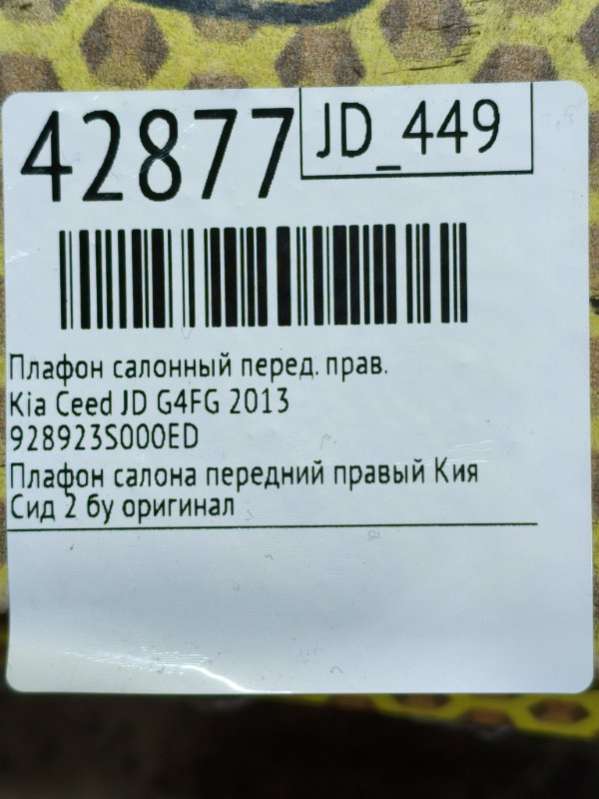 42877
JD_449
Плафон салонный перед. прав.
Kia Ceed JD G4FG 2013
928923S000ED
Плафон салона передний правый Кия
Сид 2 бу оригинал